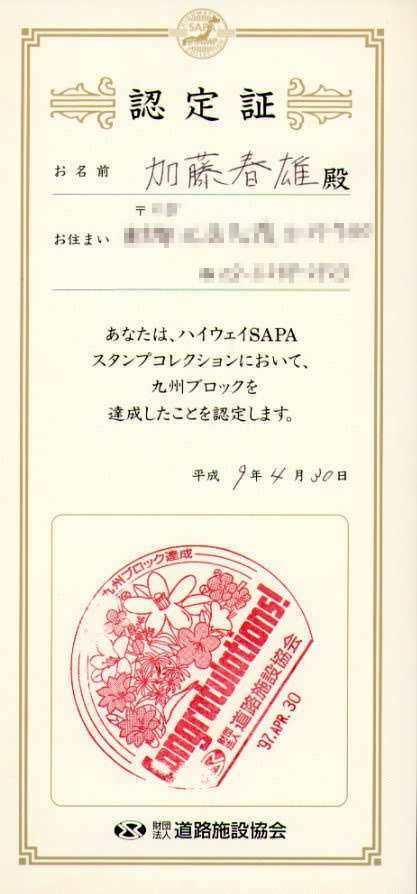 SAPA
認定証
お名前 加藤春雄殿
〒
お住まい
あなたは、ハイウェイSAPA
スタンプコレクションにおいて、
九州ブロックを
達成したことを認定します。
平成 9年 4月 30日
九州ブロック達成
Congratulations!
財団法人 道路施設協会
'97.APR.30
財団法人 道路施設協会